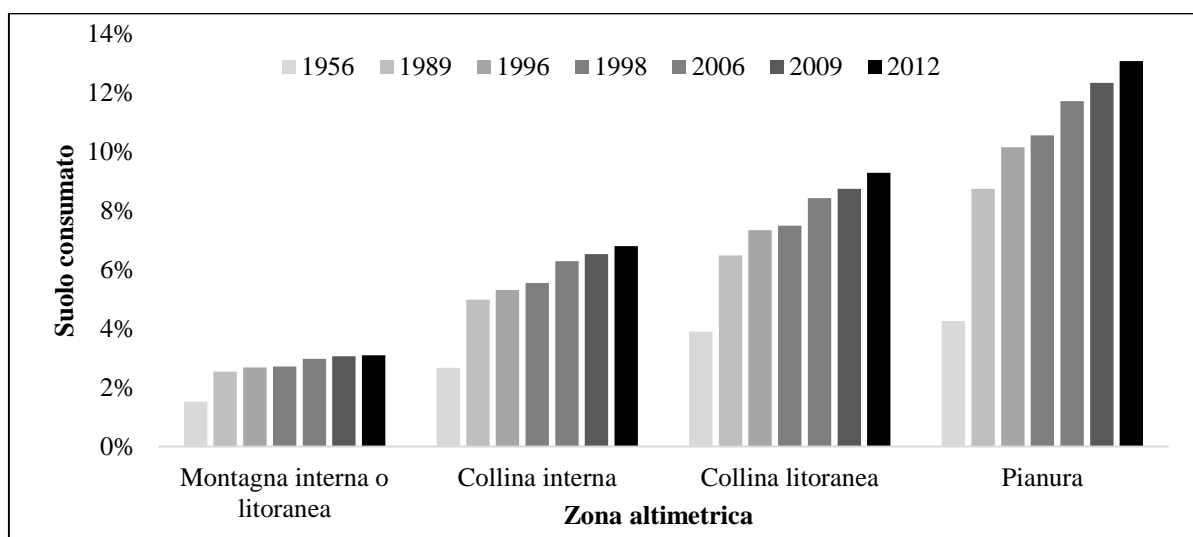 14%
1956 1989 1996 1998 2006 2009 2012
12%
10%
8%
6%
4%
2%
0%
Suolo consumato
Montagna interna o
litoranea
Collina interna
Collina litoranea
Pianura
Zona altimetrica